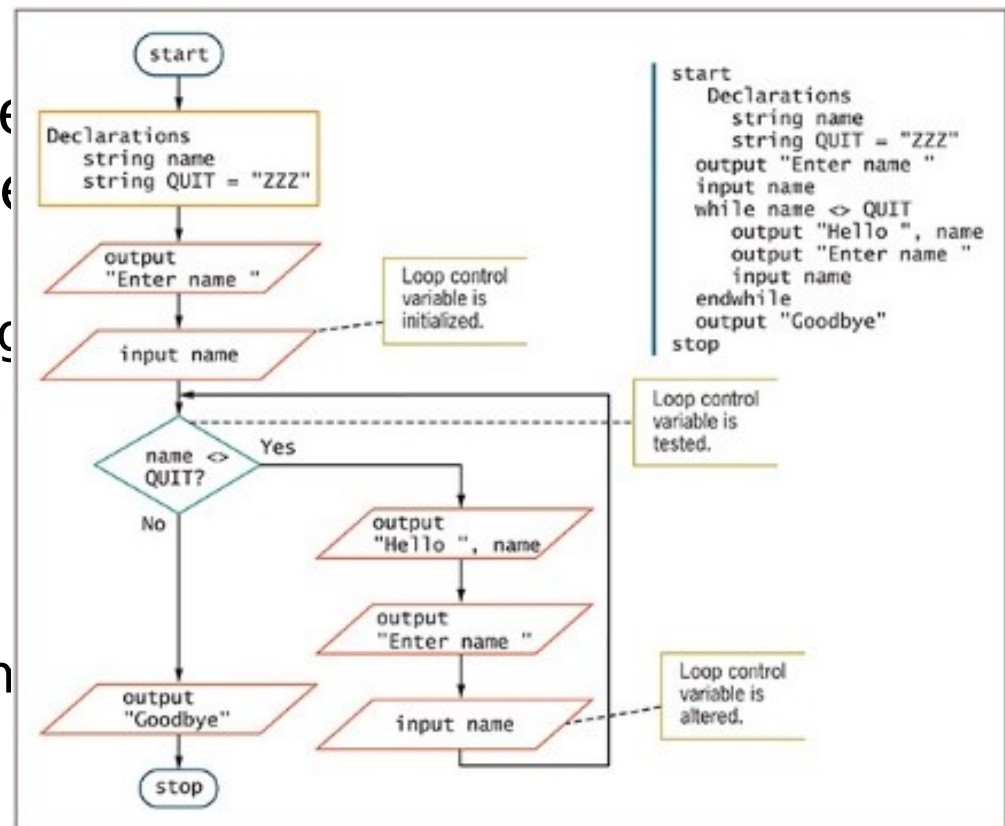 start
Declarations
string name
string QUIT = "ZZZ"
output
"Enter name "
input name
Loop control
variable is
initialized.
name <>
QUIT?
Yes
No
Loop control
variable is
tested.
output
"Hello ", name
output
"Enter name "
input name
Loop control
variable is
altered.
output
"Goodbye"
stop
start
Declarations
string name
string QUIT = "ZZZ"
output "Enter name "
input name
while name <> QUIT
output "Hello ", name
output "Enter name "
input name
endwhile
output "Goodbye"
stop